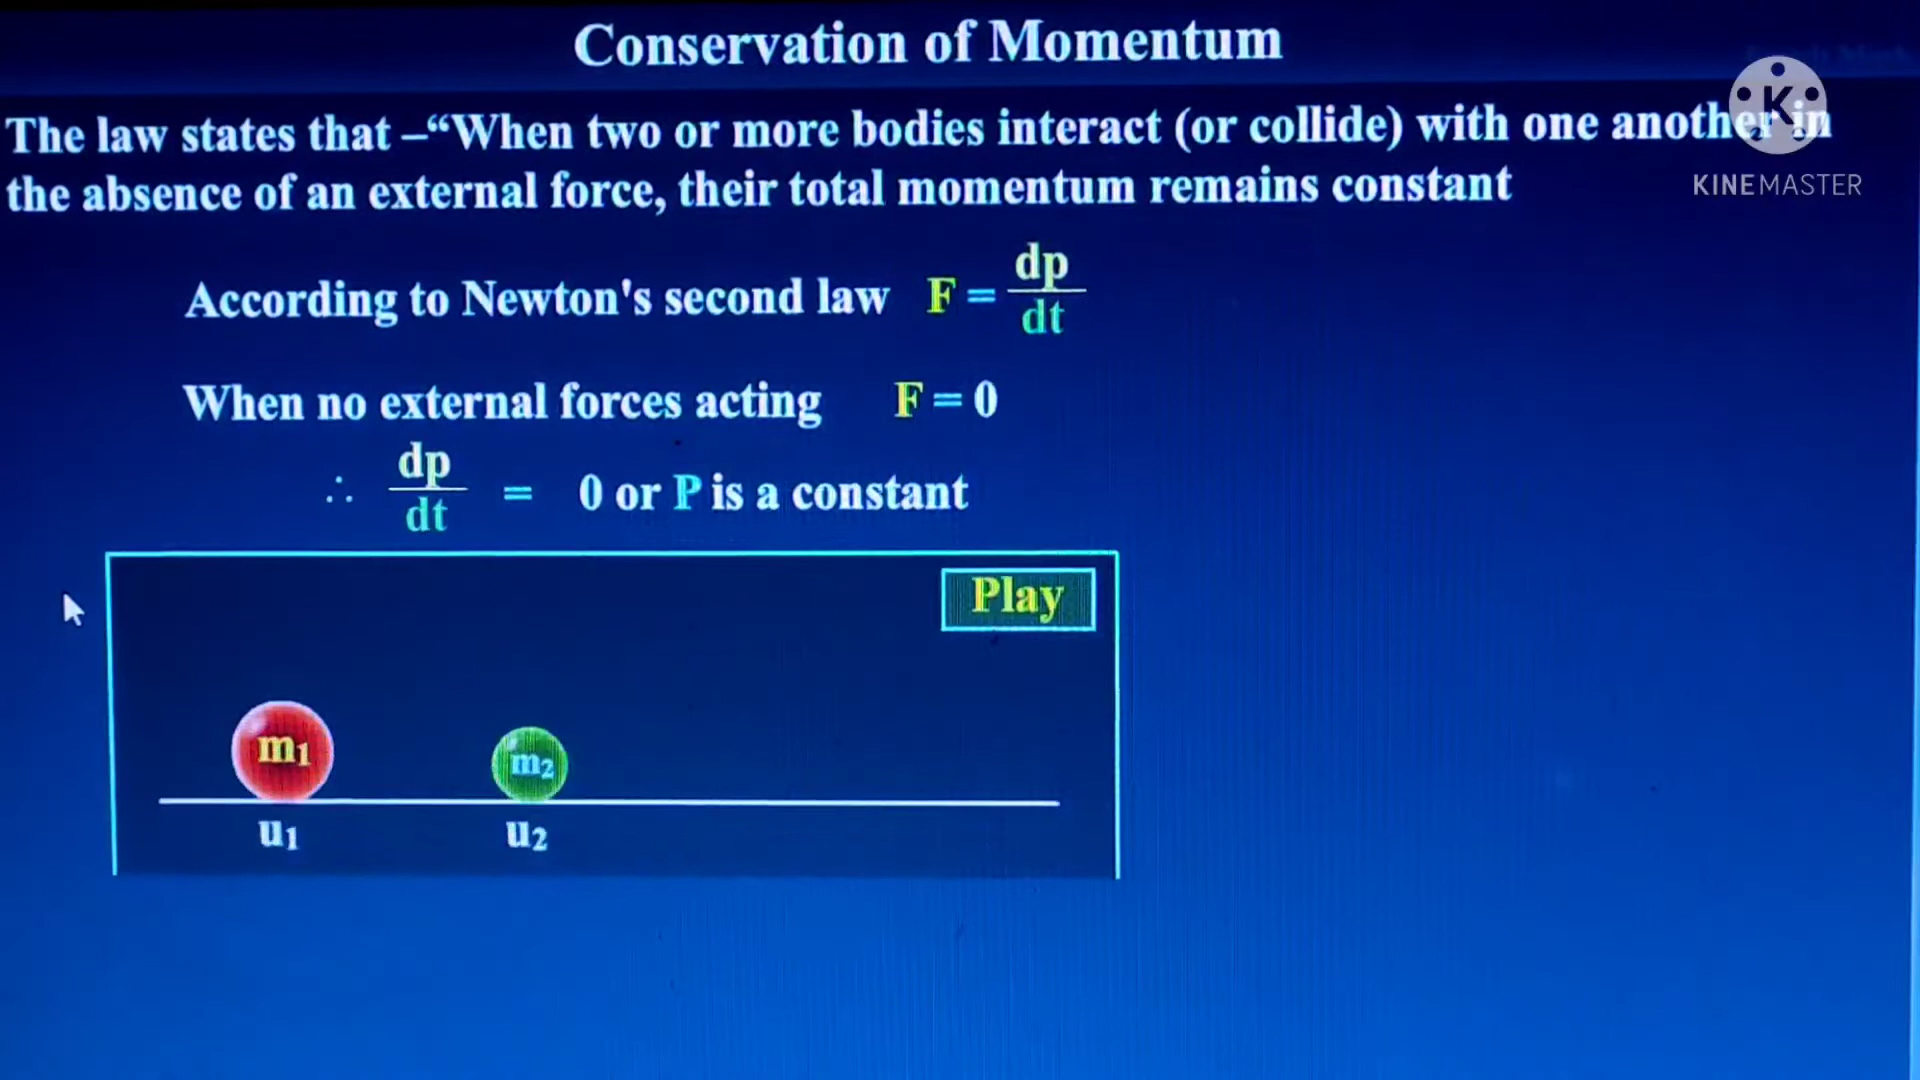 Conservation of Momentum
The law states that –“When two or more bodies interact (or collide) with one another in
the absence of an external force, their total momentum remains constant
According to Newton's second law F = dp/dt
When no external forces acting F = 0
∴ dp/dt = 0 or P is a constant
Play
m1 m2
u1 u2
K
KINEMASTER